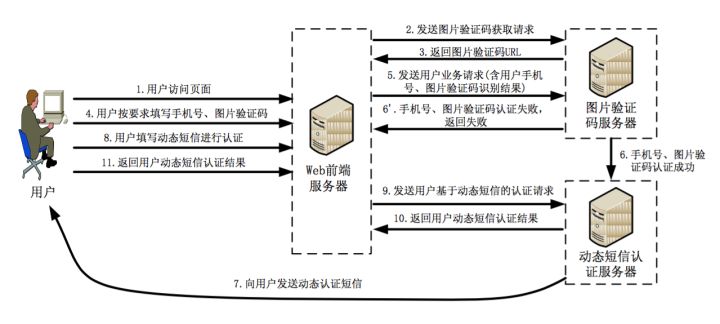 2.发送图片验证码获取请求
3.返回图片验证码URL
1.用户访问页面
5.发送用户业务请求(含用户手机
号、图片验证码识别结果)
4.用户按要求填写手机号、图片验证码
图片验证
码服务器
6'.手机号、图片验证码认证失败，
返回失败
8.用户填写动态短信进行认证
11.返回用户动态短信认证结果
Web前端
服务器
6.手机号、图片验
证码认证成功
用户
9.发送用户基于动态短信的认证请求
10.返回用户动态短信认证结果
动态短信认
证服务器
7.向用户发送动态认证短信